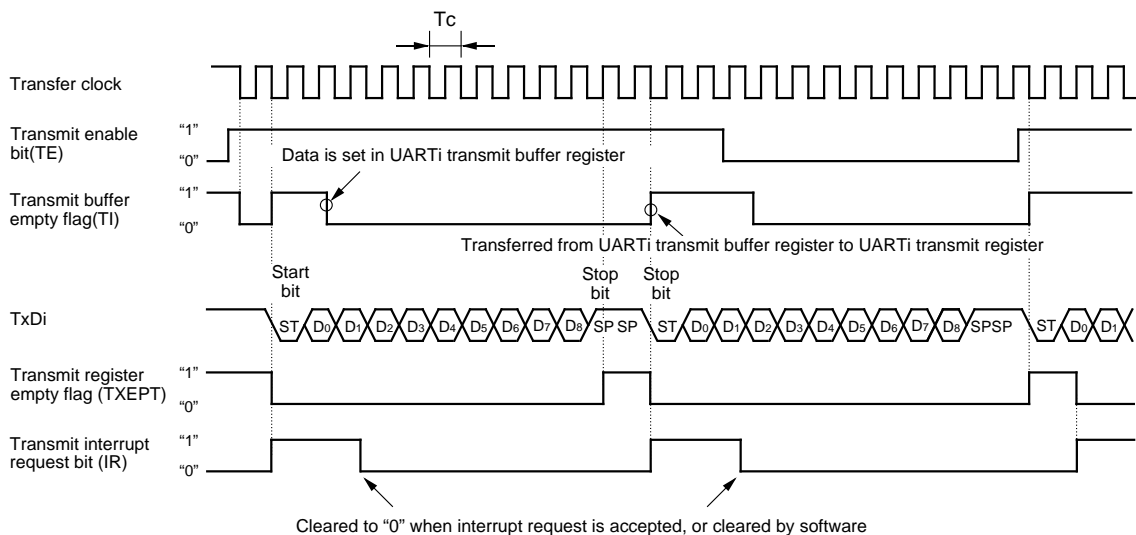 Tc
Transfer clock
Transmit enable
bit(TE)
“1”
“0”
Data is set in UARTi transmit buffer register
Transmit buffer
empty flag(TI)
“1”
“0”
Transferred from UARTi transmit buffer register to UARTi transmit register
Start
bit
Stop
bit
Stop
bit
TxDi
ST D0 D1 D2 D3 D4 D5 D6 D7 D8 SP SP ST D0 D1 D2 D3 D4 D5 D6 D7 D8 SPSP ST D0 D1
Transmit register
empty flag (TXEPT)
“1”
“0”
Transmit interrupt
request bit (IR)
“1”
“0”
Cleared to “0” when interrupt request is accepted, or cleared by software